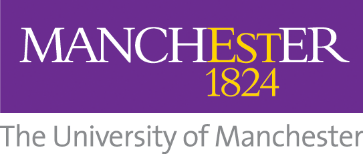 MANCHESTER
1824
The University of Manchester